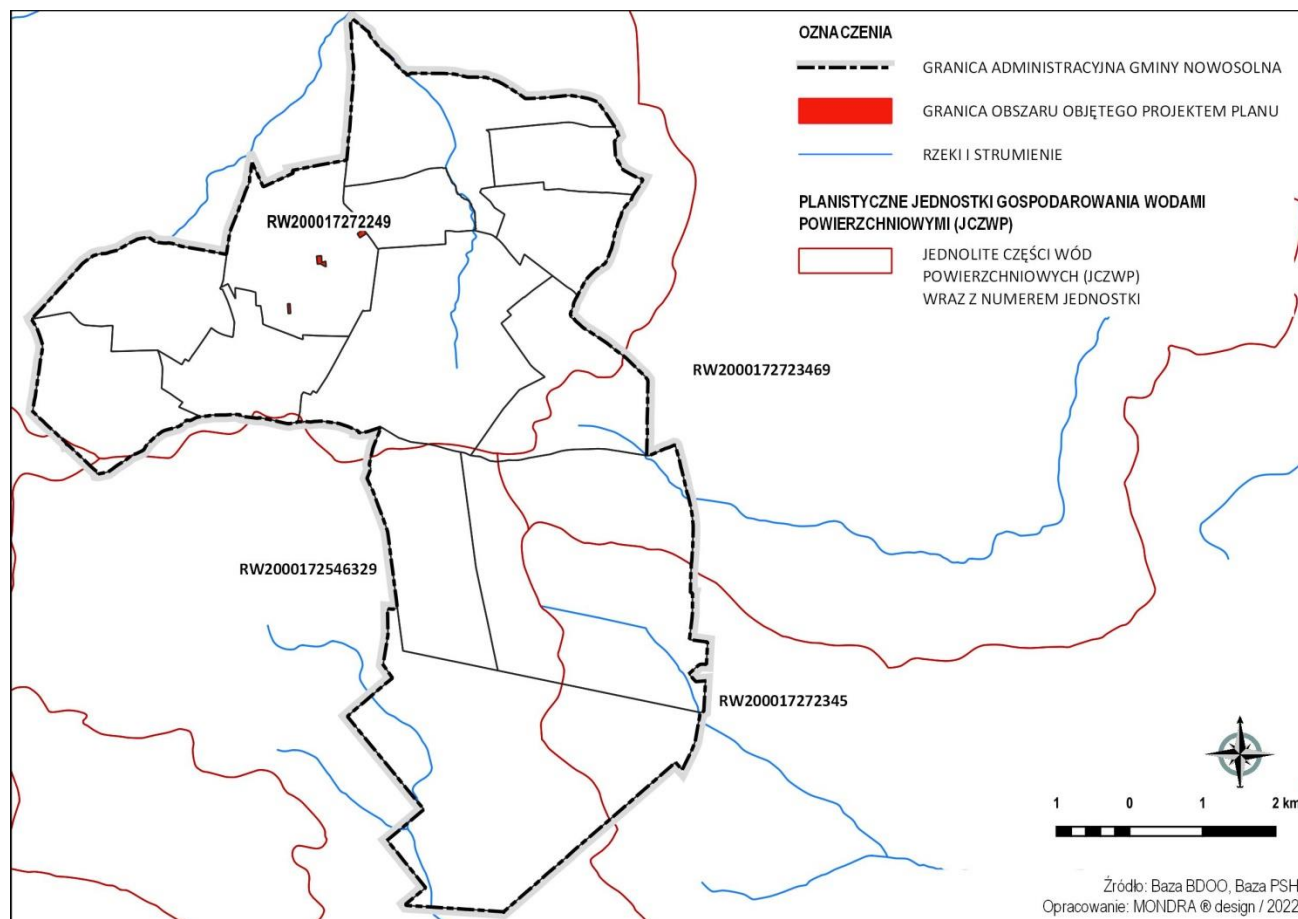 OZNACZENIA
GRANICA ADMINISTRACYJNA GMINY NOWOSOLNA
GRANICA OBSZARU OBJĘTEGO PROJEKTEM PLANU
RZEKI I STRUMIENIE
PLANISTYCZNE JEDNOSTKI GOSPODAROWANIA WODAMI
POWIERZCHNIOWYMI (JCZWP)
JEDNOLITE CZĘŚCI WÓD
POWIERZCHNIOWYCH (JCZWP)
WRAZ Z NUMEREM JEDNOSTKI
RW200017272249
RW2000172723469
RW2000172546329
RW200017272345
1 0 1 2 km
Źródło: Baza BDOO, Baza PSH
Opracowanie: MONDRA ® design / 2022